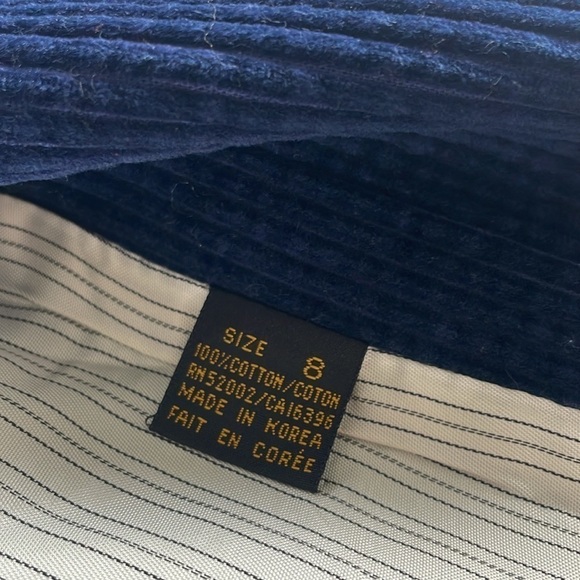 SIZE 8
100% COTTON/COTON
RN52002/CA16396
MADE IN KOREA
FAIT EN CORÉE